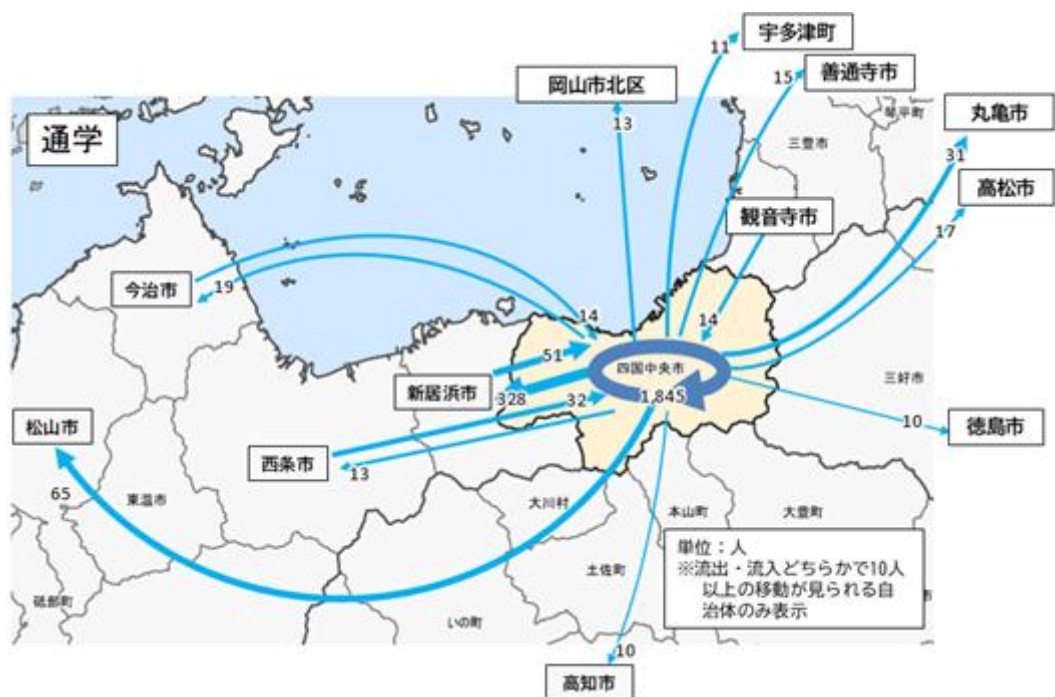 宇多津町
11
善通寺市
15
岡山市北区
13
琴平町
丸亀市
通学
三豊市
31
高松市
観音寺市
17
今治市
19
14
14
51
四国中央市
三好市
新居浜市
328
32
1,845
松山市
10
徳島市
西条市
13
65
東温市
大川村
本山町
大豊町
単位：人
※流出・流入どちらかで10人
以上の移動が見られる自
治体のみ表示
土佐町
砥部町
いの町
市
10
高知市